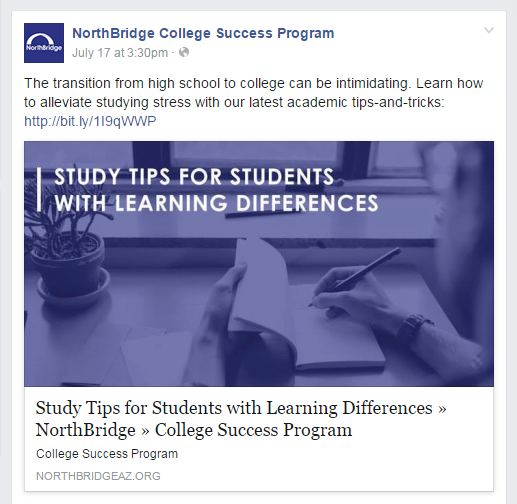 NorthBridge
NorthBridge College Success Program
July 17 at 3:30pm ·
The transition from high school to college can be intimidating. Learn how
to alleviate studying stress with our latest academic tips-and-tricks:
http://bit.ly/1I9qWWP
STUDY TIPS FOR STUDENTS
WITH LEARNING DIFFERENCES
Study Tips for Students with Learning Differences »
NorthBridge » College Success Program
College Success Program
NORTHBRIDGEAZ.ORG